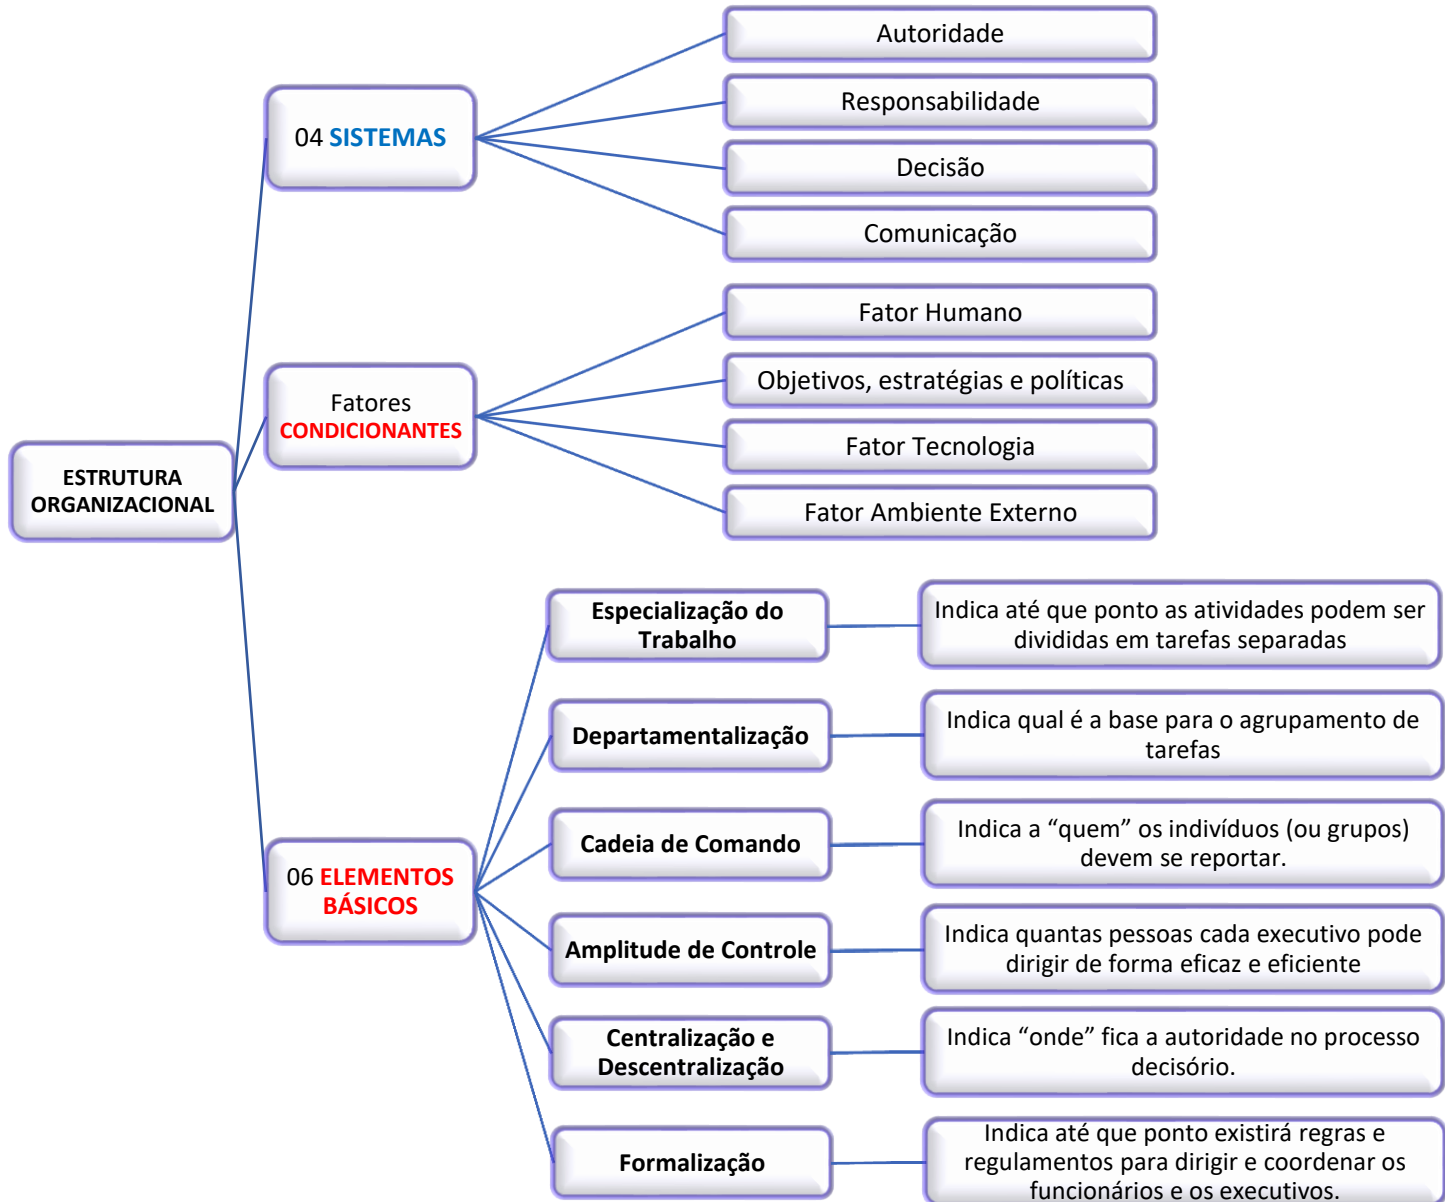 ESTRUTURA
ORGANIZACIONAL
04 SISTEMAS
Autoridade
Responsabilidade
Decisão
Comunicação
Fatores
CONDICIONANTES
Fator Humano
Objetivos, estratégias e políticas
Fator Tecnologia
Fator Ambiente Externo
06 ELEMENTOS
BÁSICOS
Especialização do
Trabalho
Indica até que ponto as atividades podem ser
divididas em tarefas separadas
Departamentalização
Indica qual é a base para o agrupamento de
tarefas
Cadeia de Comando
Indica a “quem” os indivíduos (ou grupos)
devem se reportar.
Amplitude de Controle
Indica quantas pessoas cada executivo pode
dirigir de forma eficaz e eficiente
Centralização e
Descentralização
Indica “onde” fica a autoridade no processo
decisório.
Formalização
Indica até que ponto existirá regras e
regulamentos para dirigir e coordenar os
funcionários e os executivos.